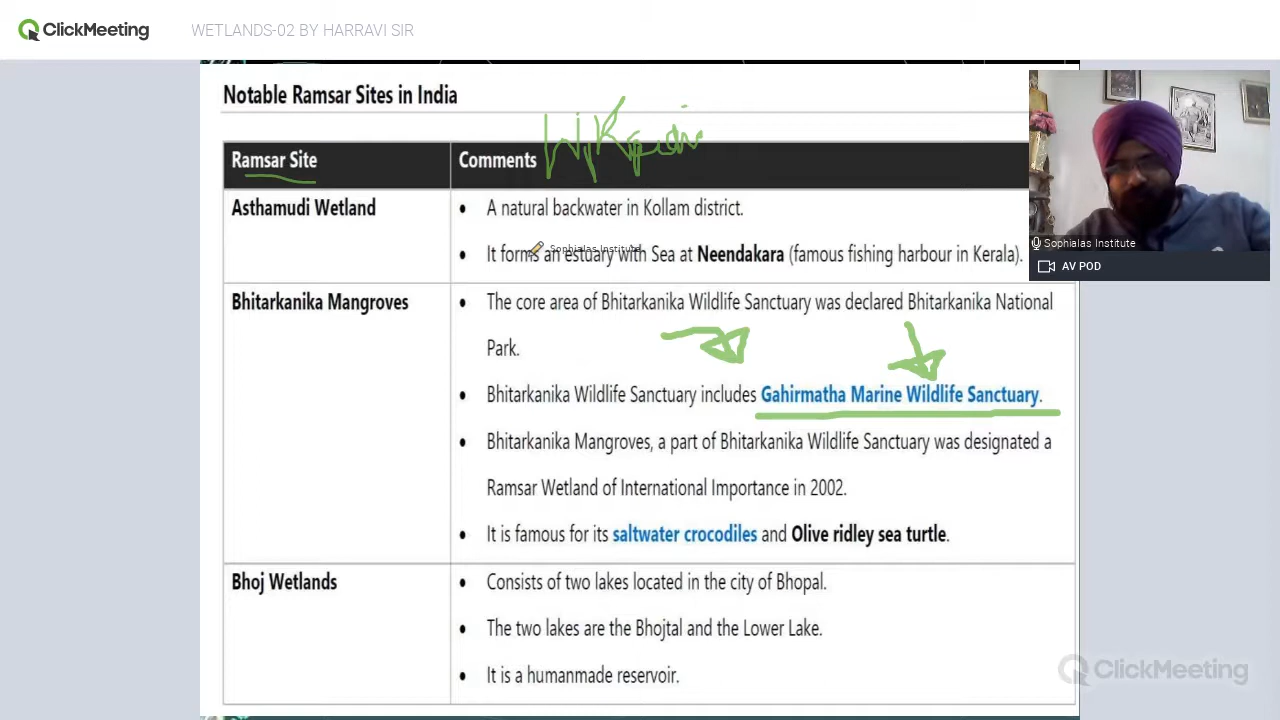 ClickMeeting
WETLANDS-02 BY HARRAVI SIR
Notable Ramsar Sites in India
Ramsar Site
Comments
Asthamudi Wetland
• A natural backwater in Kollam district.
• It forms an estuary with Sea at Neendakara (famous fishing harbour in Kerala).
Sophialas Institute
Bhitarkanika Mangroves
• The core area of Bhitarkanika Wildlife Sanctuary was declared Bhitarkanika National
Park.
• Bhitarkanika Wildlife Sanctuary includes Gahirmatha Marine Wildlife Sanctuary.
• Bhitarkanika Mangroves, a part of Bhitarkanika Wildlife Sanctuary was designated a
Ramsar Wetland of International Importance in 2002.
• It is famous for its saltwater crocodiles and Olive ridley sea turtle.
Bhoj Wetlands
• Consists of two lakes located in the city of Bhopal.
• The two lakes are the Bhojtal and the Lower Lake.
• It is a humanmade reservoir.
Sophialas Institute
AV POD
ClickMeeting